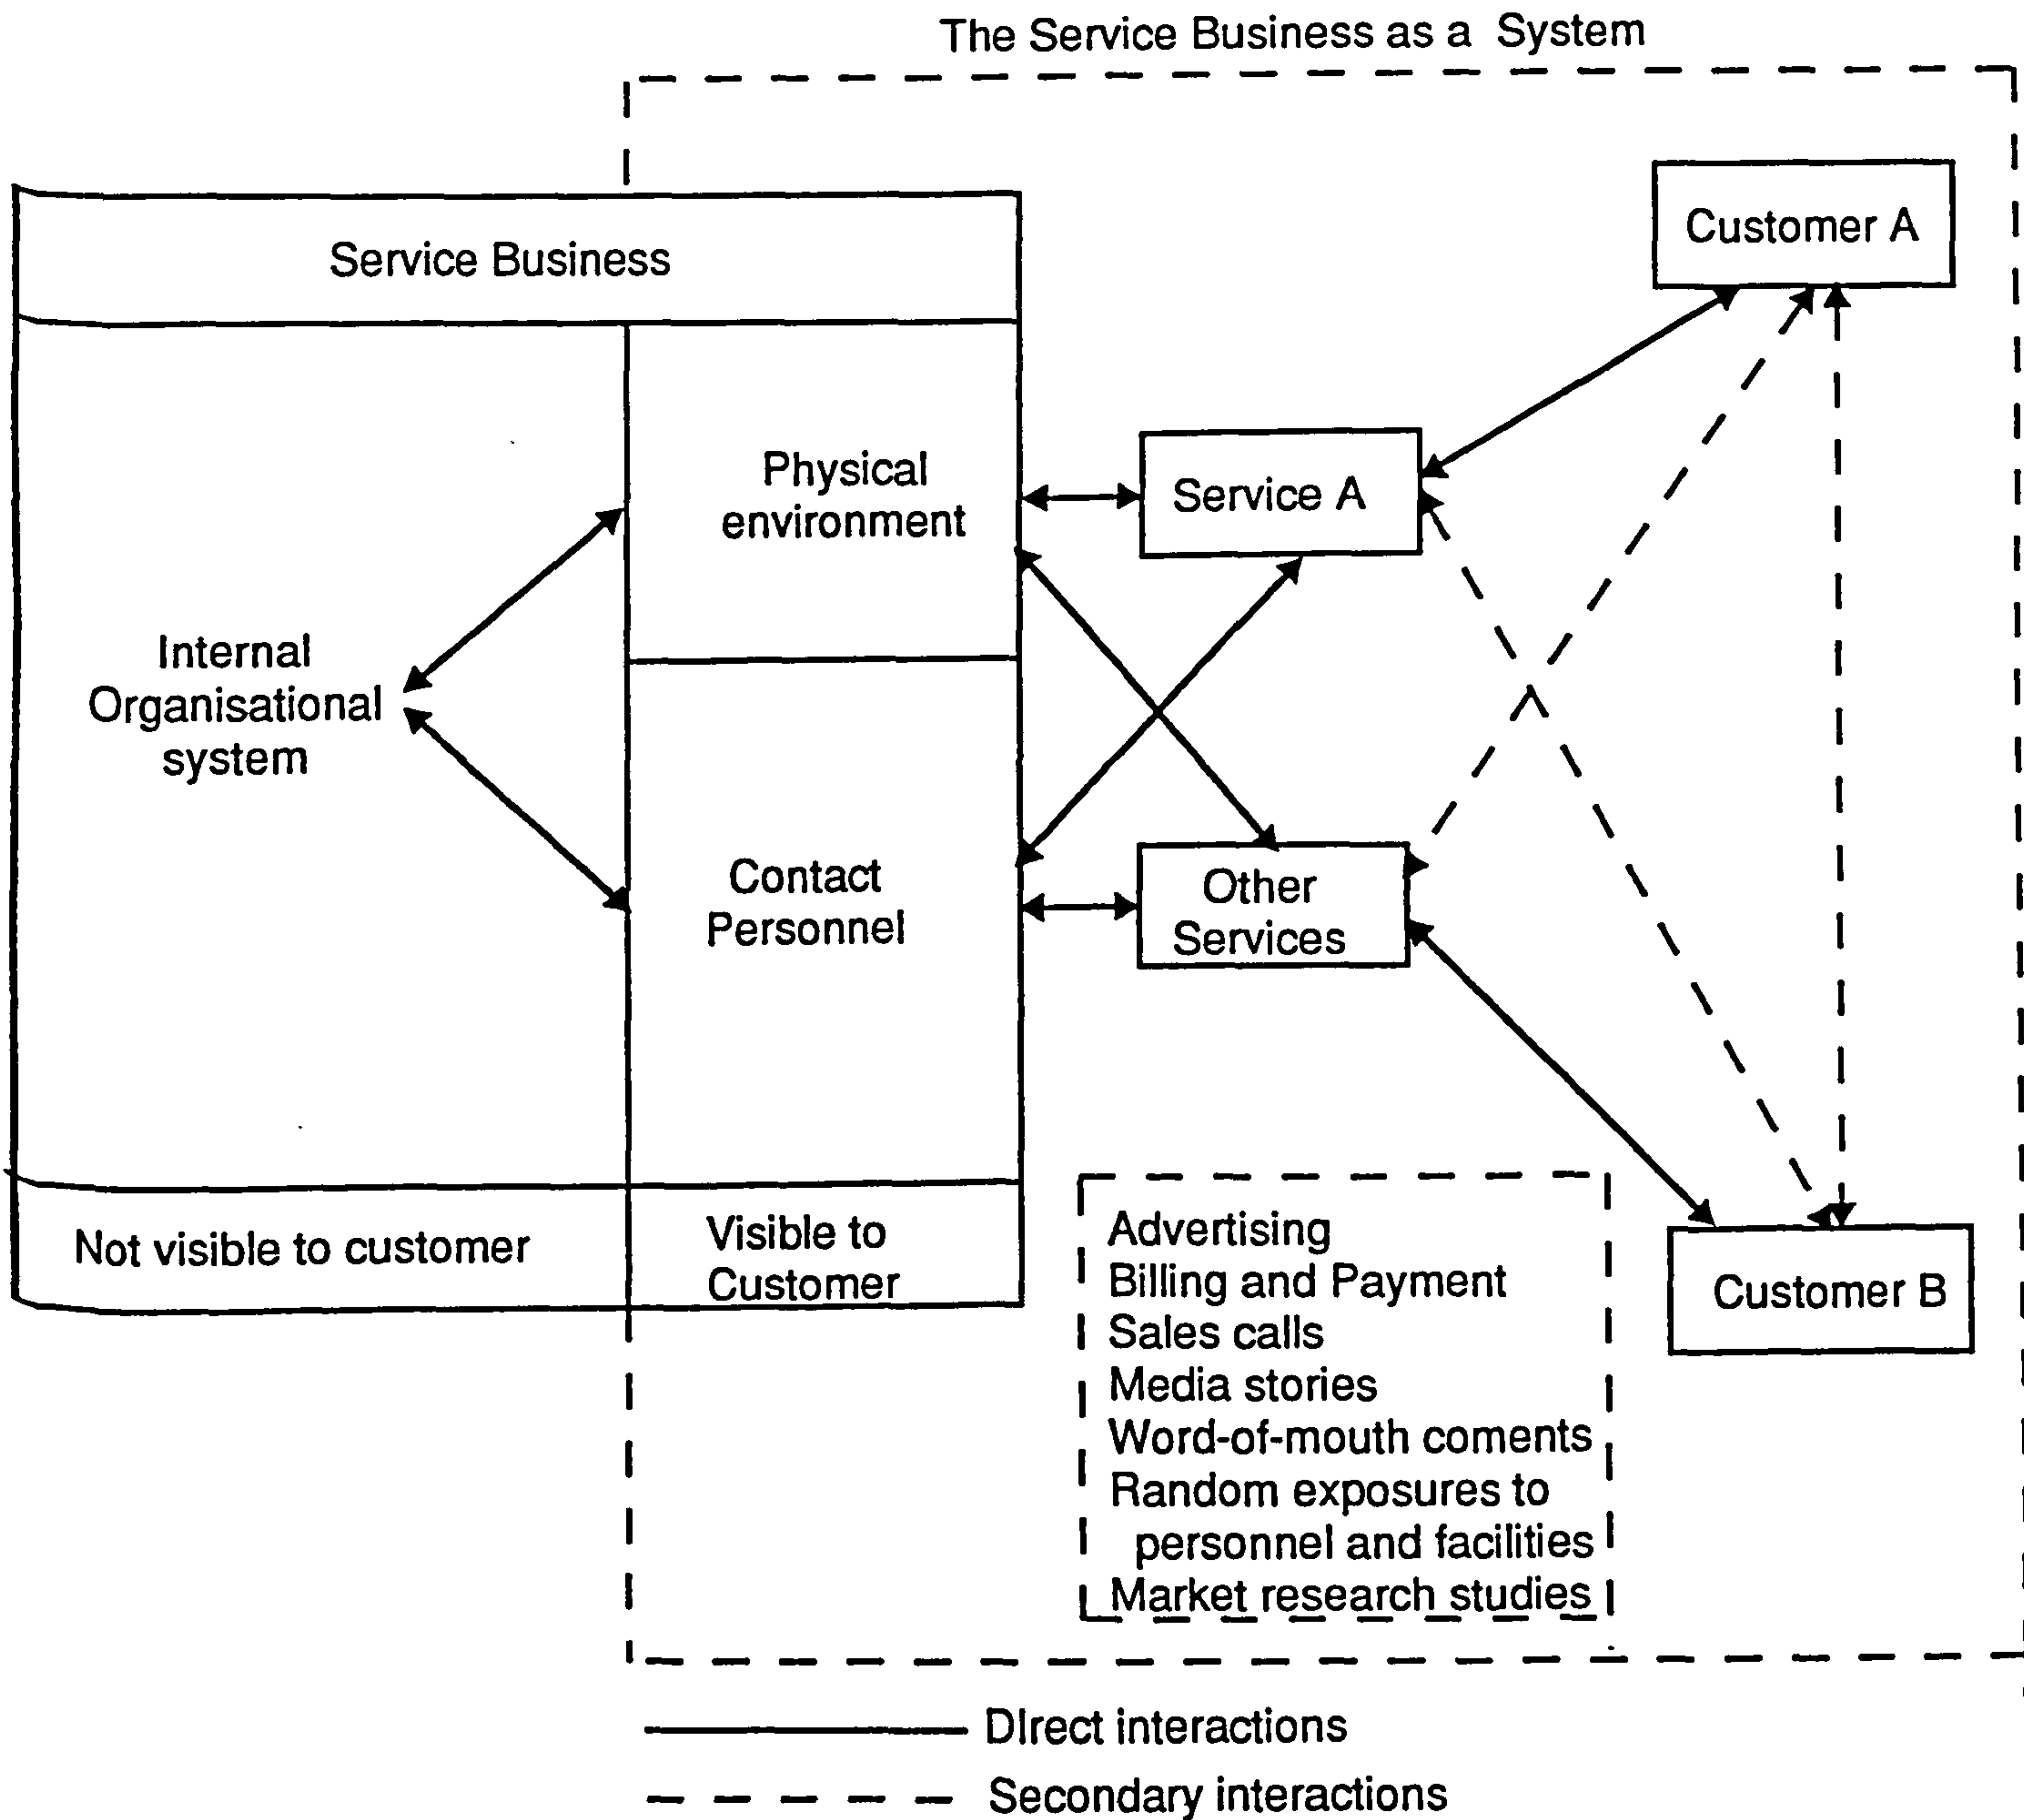 The Service Business as a System
Service Business
Customer A
Physical
environment
Service A
Internal
Organisational
system
Contact
Personnel
Other
Services
Not visible to customer
Visible to
Customer
Advertising
Billing and Payment
Sales calls
Media stories
Word-of-mouth coments
Random exposures to
personnel and facilities
Market research studies
Customer B
DIrect interactions
Secondary interactions